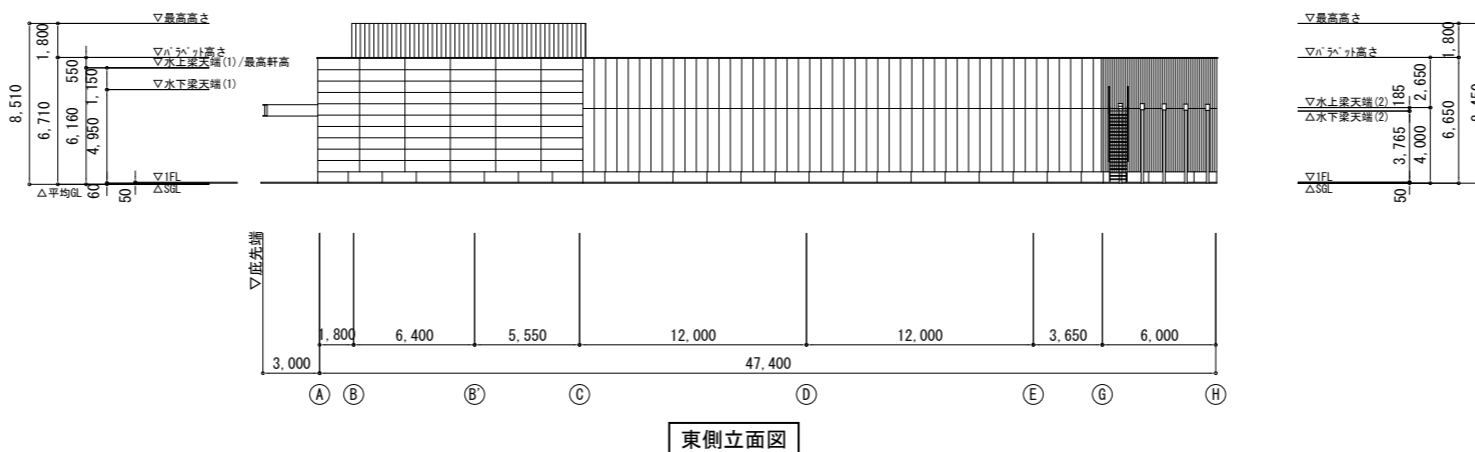 ▽最高高さ
▽パラペット高さ
▽水上梁天端(1)/最高軒高
▽水下梁天端(1)
▽1FL
△SGL
△平均GL
8,510
1,800
6,710
550
6,160
1,150
4,950
60
50
▽最高高さ
▽パラペット高さ
▽水上梁天端(2)
△水下梁天端(2)
▽1FL
△SGL
1,800
2,650
185
3,765
4,000
6,650
50
▽庇先端
1,800
6,400
5,550
12,000
12,000
3,650
6,000
3,000
47,400
A
B
B'
C
D
E
G
H
東側立面図